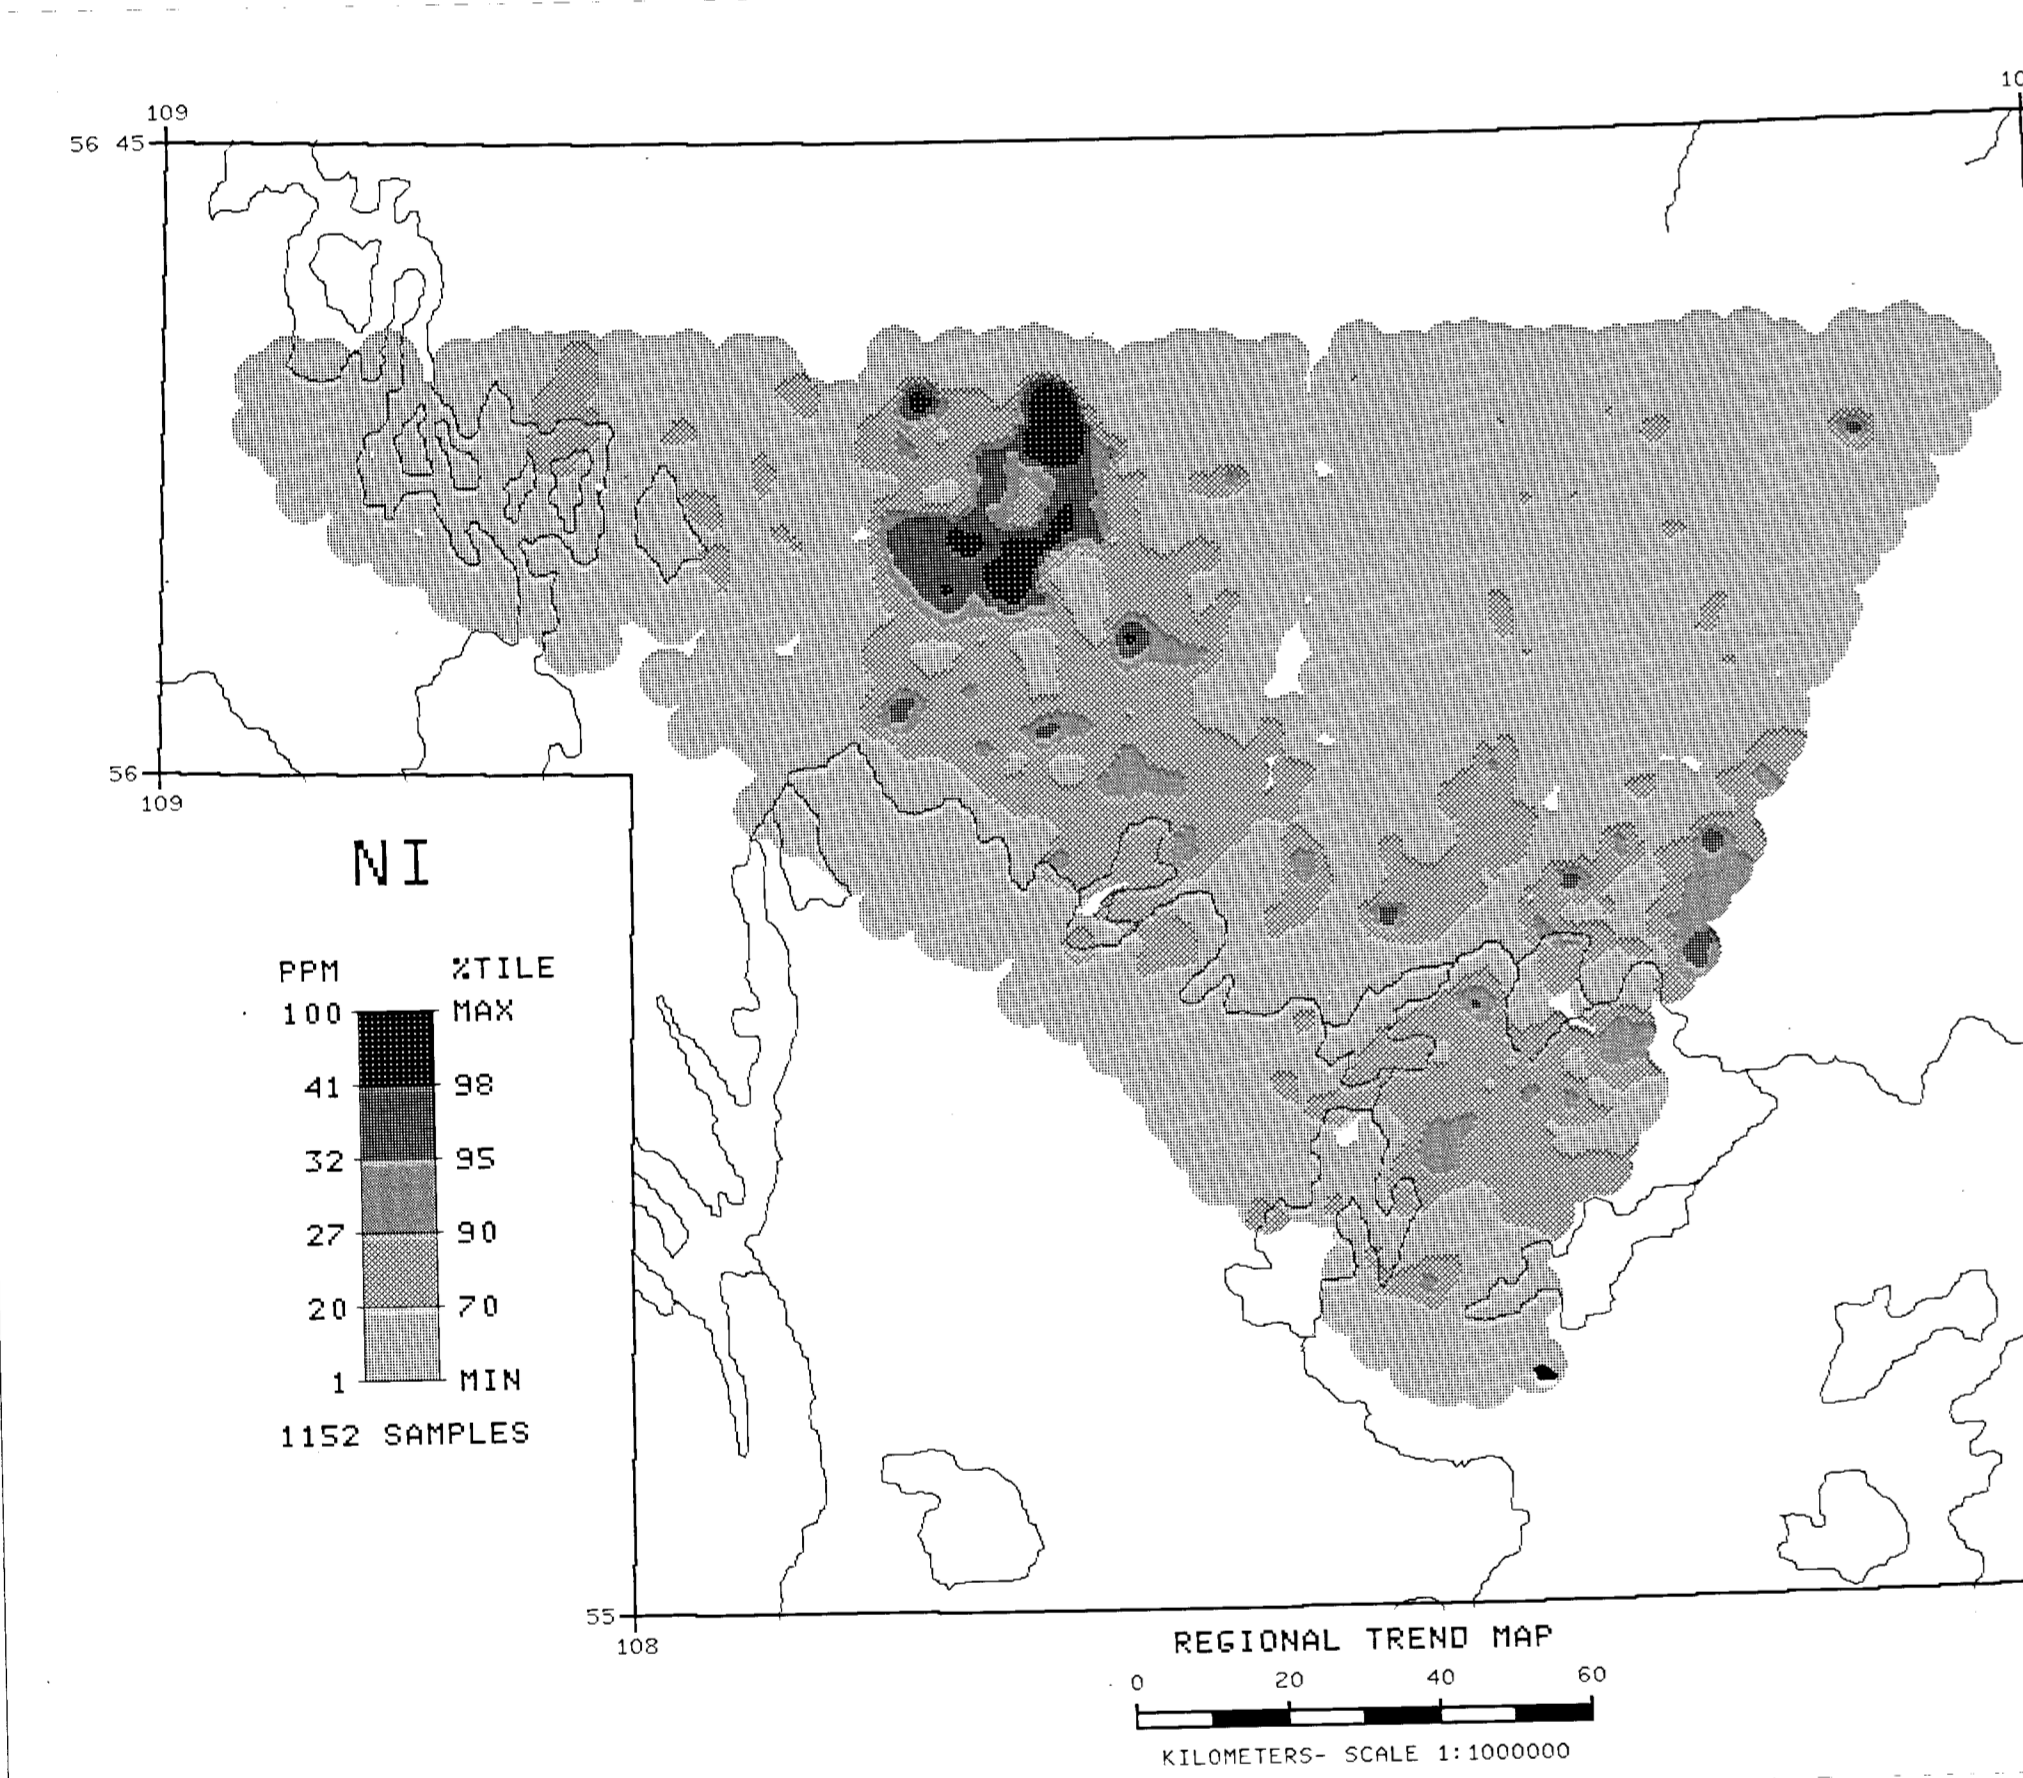 109
10
56 45
56
109
NI
PPM %TILE
100 MAX
41 98
32 95
27 90
20 70
1 MIN
1152 SAMPLES
55
108
REGIONAL TREND MAP
0 20 40 60
KILOMETERS- SCALE 1:1000000